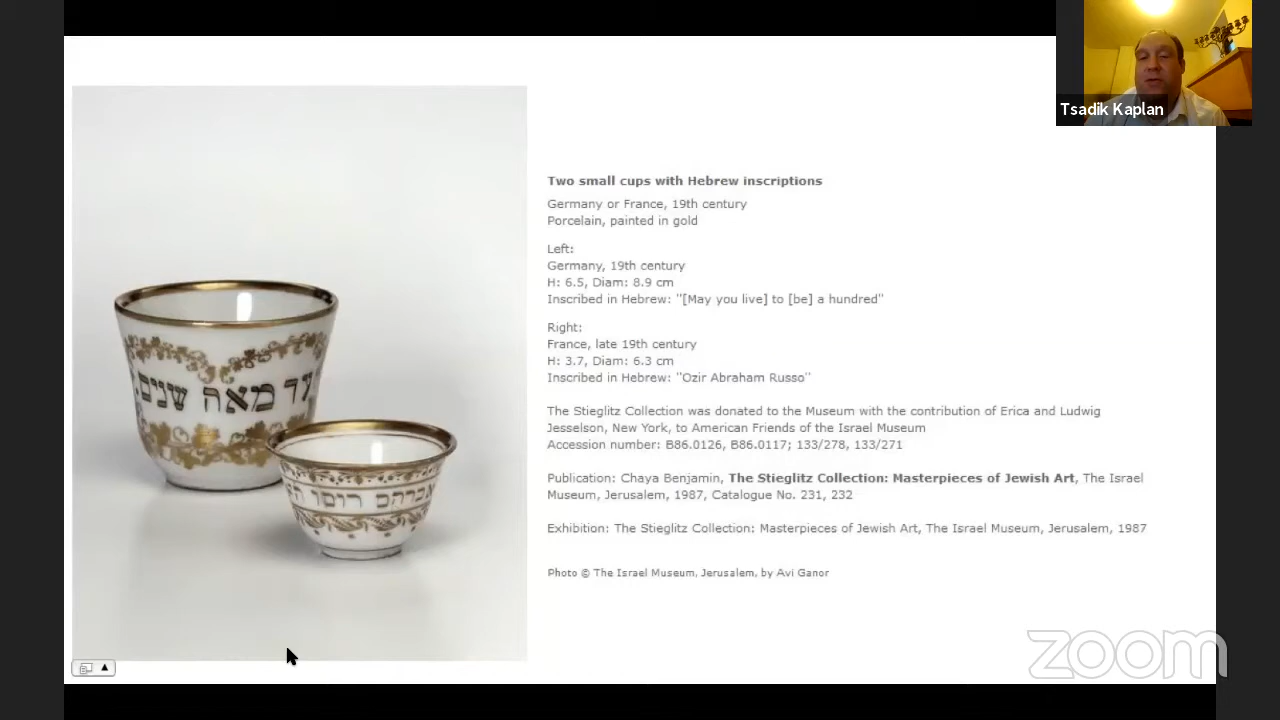 Tsadik Kaplan
Two small cups with Hebrew inscriptions
Germany or France, 19th century
Porcelain, painted in gold
Left:
Germany, 19th century
H: 6.5, Diam: 8.9 cm
Inscribed in Hebrew: "[May you live] to [be] a hundred"
Right:
France, late 19th century
H: 3.7, Diam: 6.3 cm
Inscribed in Hebrew: "Ozir Abraham Russo"
The Stieglitz Collection was donated to the Museum with the contribution of Erica and Ludwig
Jesselson, New York, to American Friends of the Israel Museum
Accession number: B86.0126, B86.0117; 133/278, 133/271
Publication: Chaya Benjamin, The Stieglitz Collection: Masterpieces of Jewish Art, The Israel
Museum, Jerusalem, 1987, Catalogue No. 231, 232
Exhibition: The Stieglitz Collection: Masterpieces of Jewish Art, The Israel Museum, Jerusalem, 1987
Photo © The Israel Museum, Jerusalem, by Avi Ganor
עד מאה שנים
אברהם רוסו
zoom